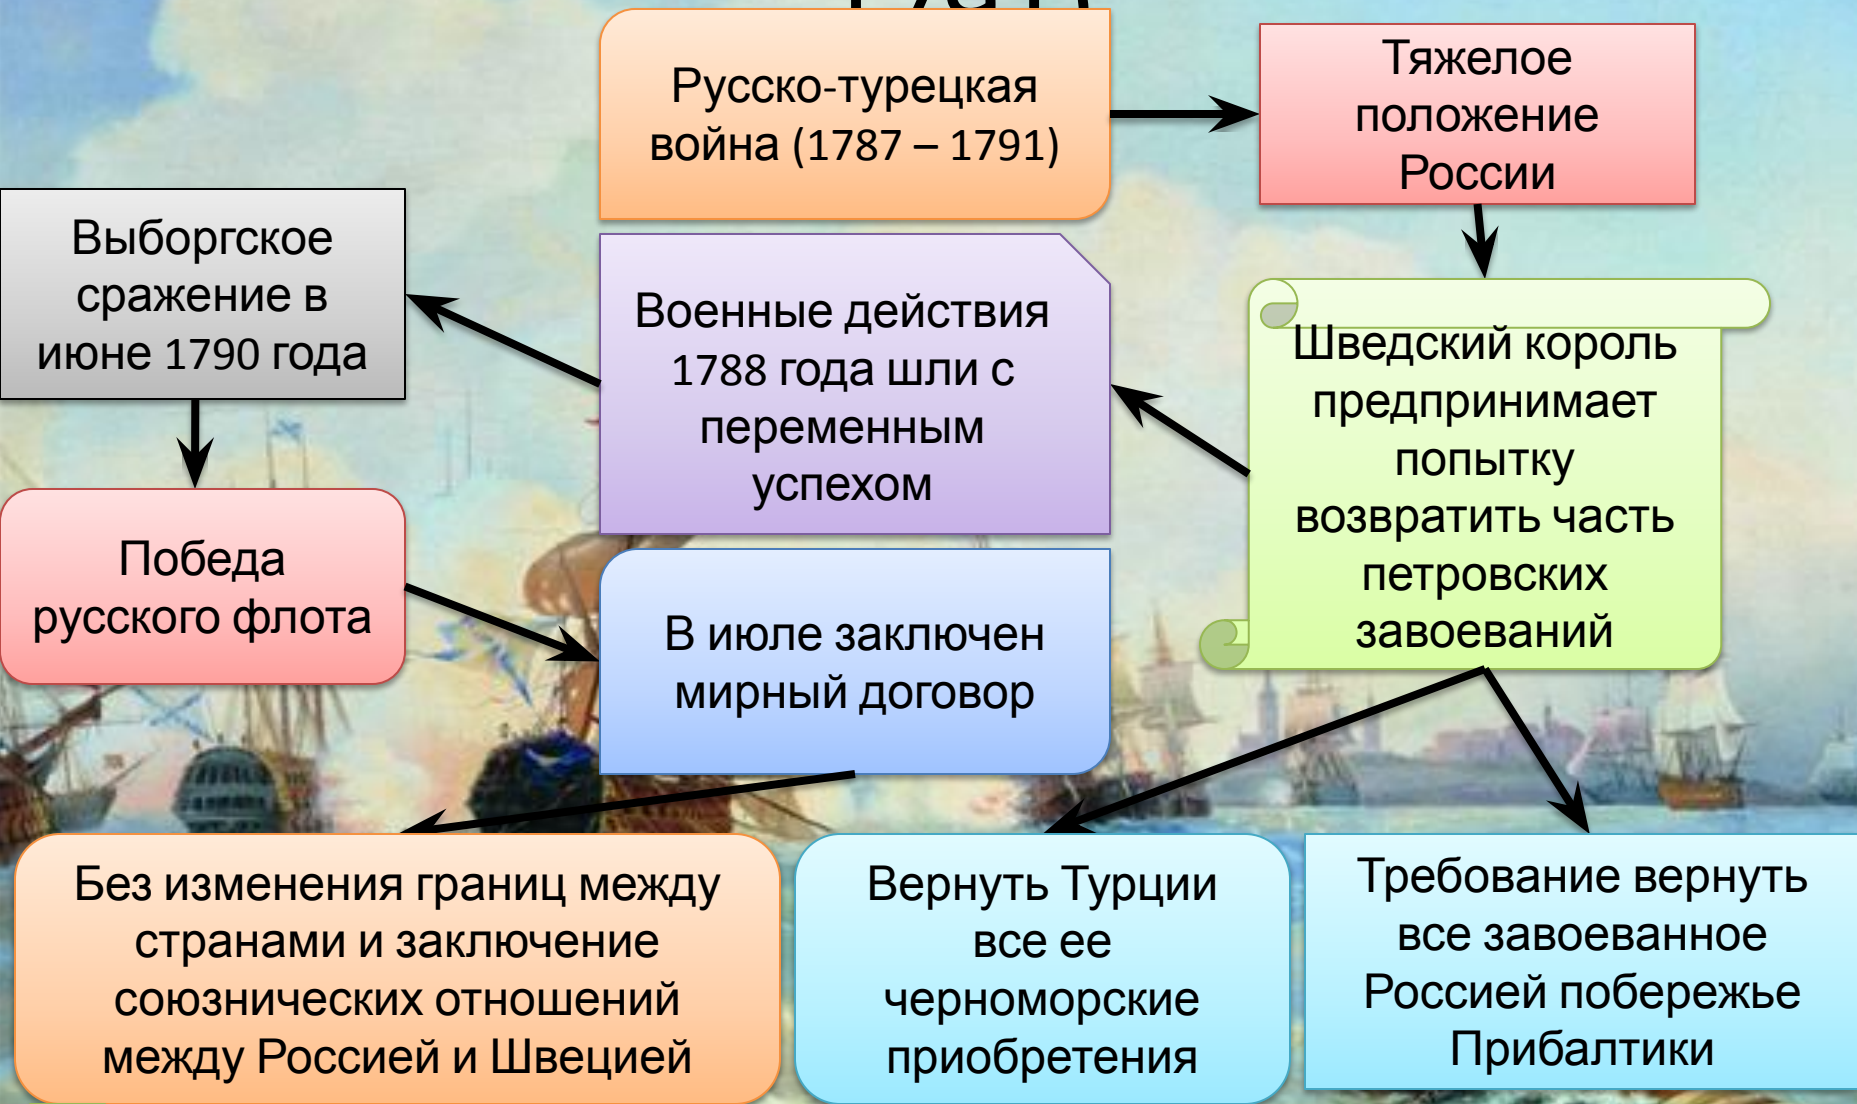 Русско-турецкая
война (1787 – 1791)
Тяжелое
положение
России
Выборгское
сражение в
июне 1790 года
Военные действия
1788 года шли с
переменным
успехом
Шведский король
предпринимает
попытку
возвратить часть
петровских
завоеваний
Победа
русского флота
В июле заключен
мирный договор
Без изменения границ между
странами и заключение
союзнических отношений
между Россией и Швецией
Вернуть Турции
все ее
черноморские
приобретения
Требование вернуть
все завоеванное
Россией побережье
Прибалтики